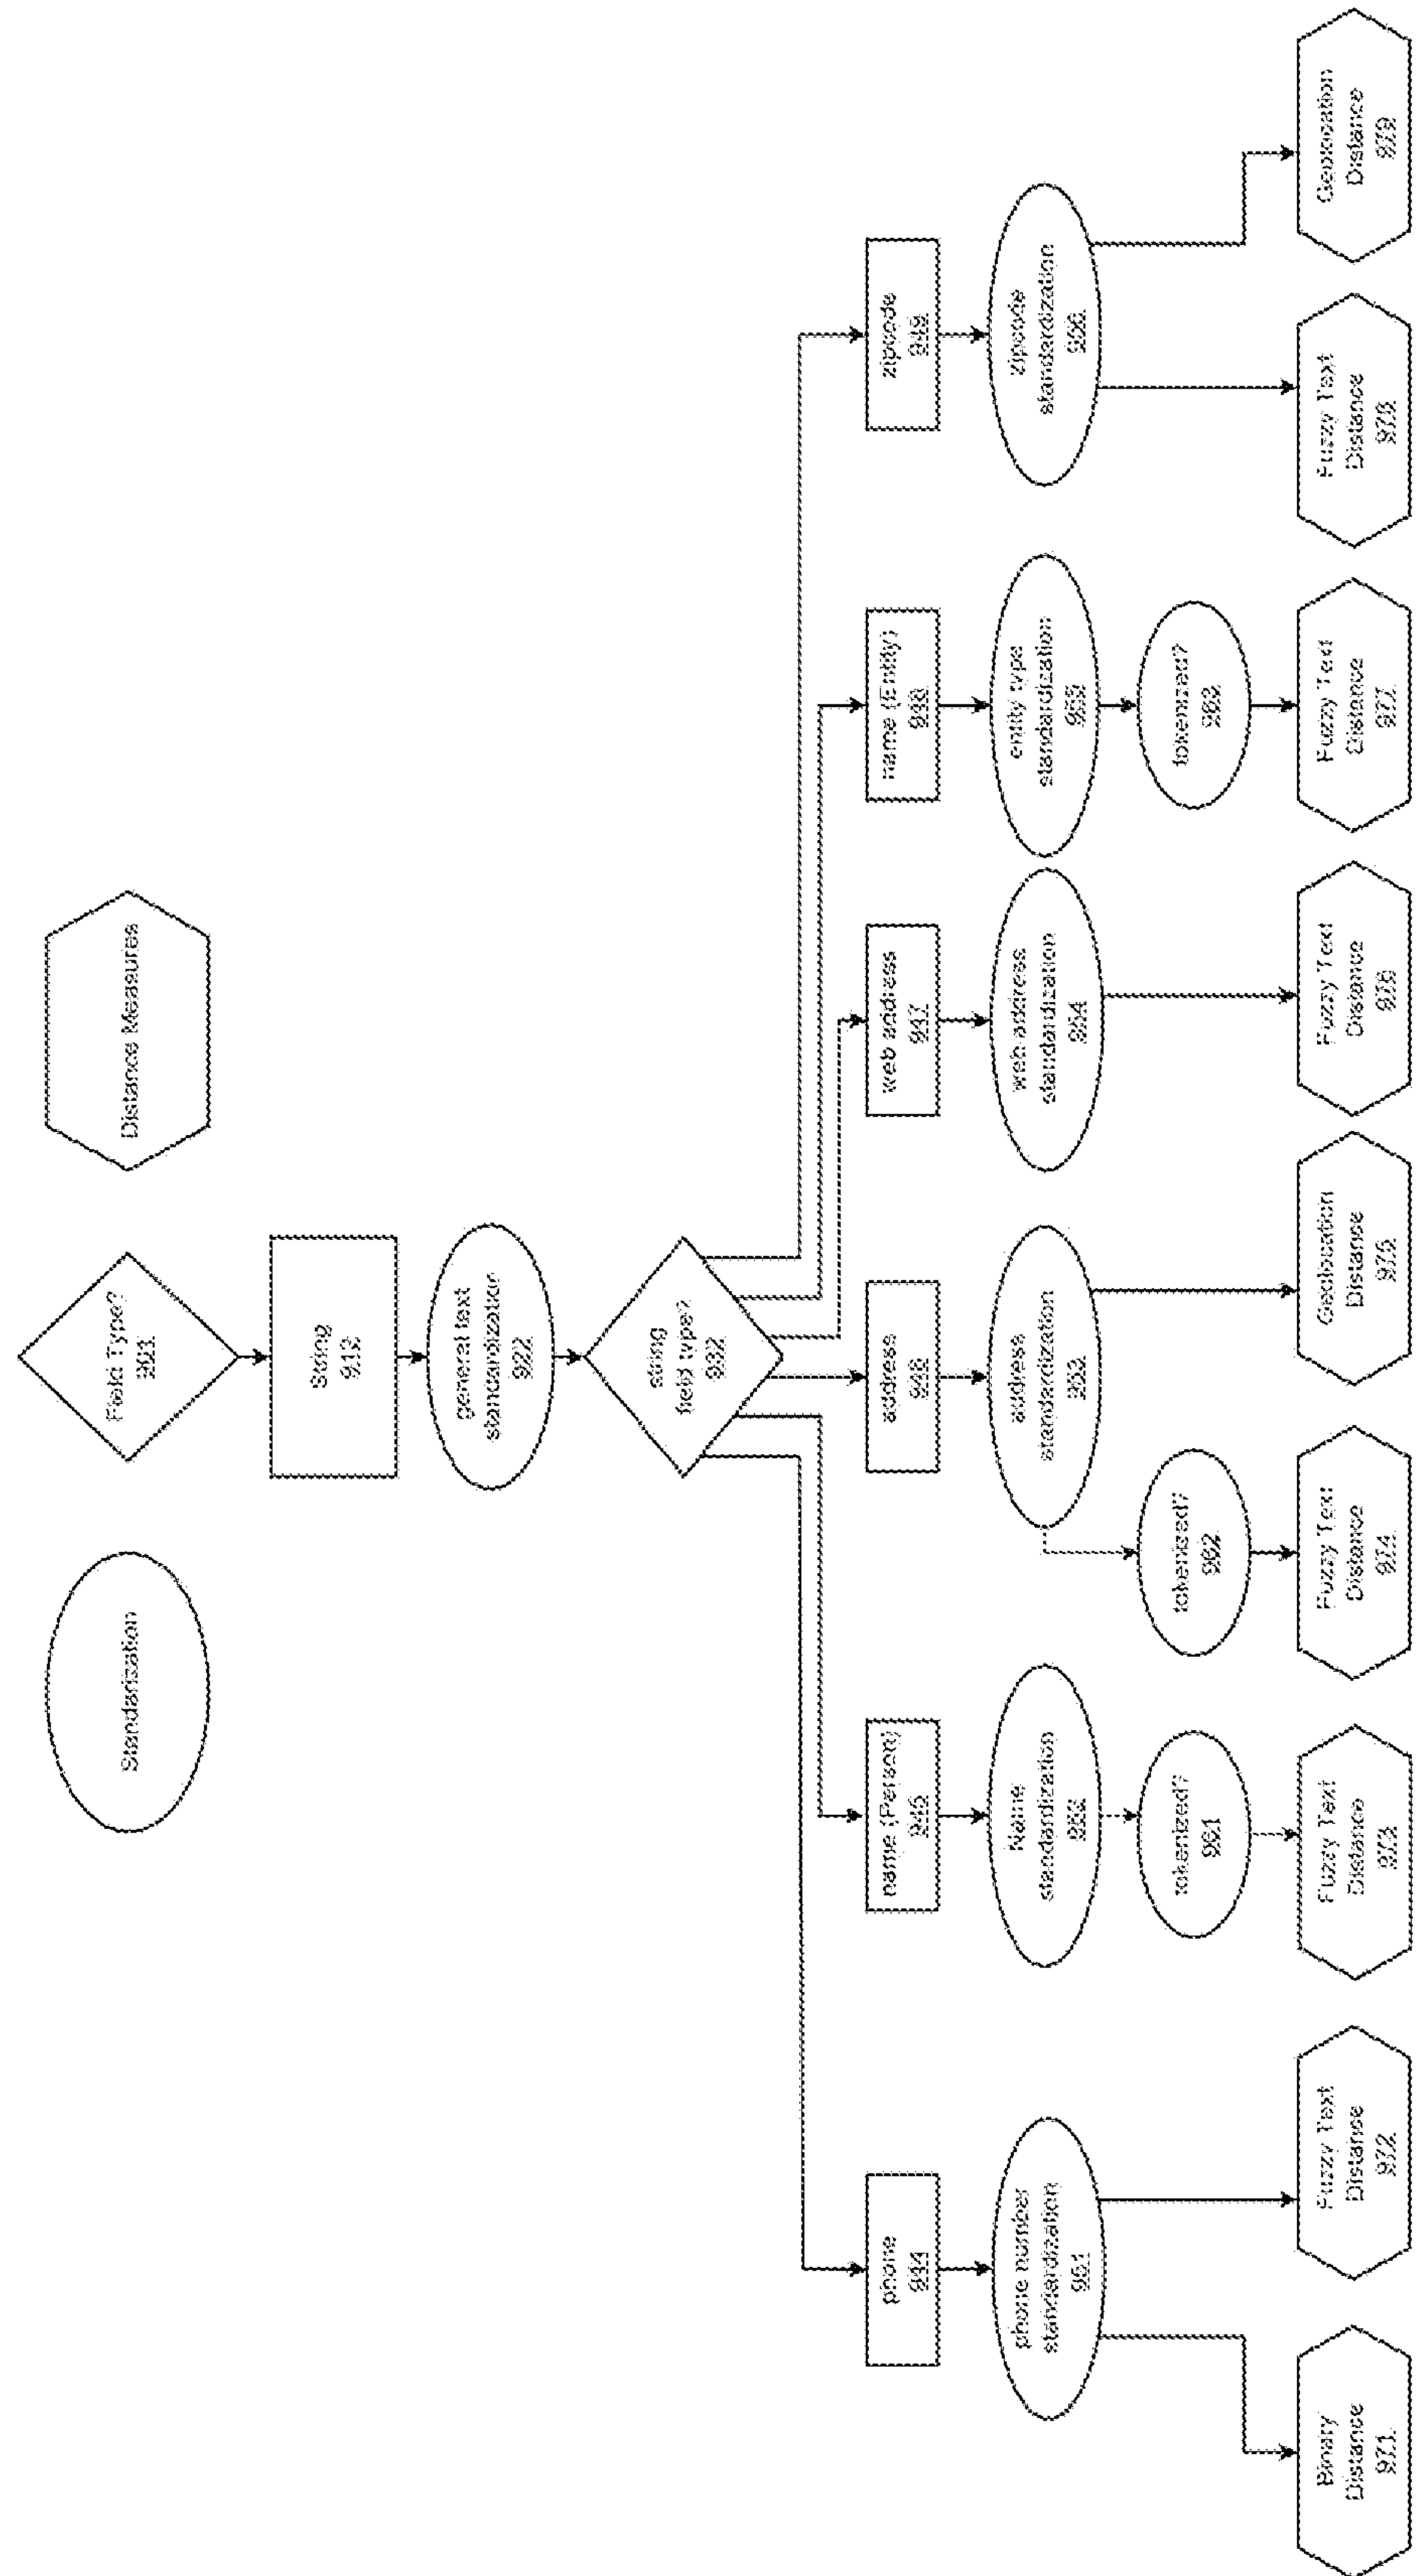 Standarization
Field Type?
901
Distance Measures
String
912
general text
standardization
922
string
field type?
932
phone
944
name (Person)
945
address
946
web address
947
name (Entity)
948
zipcode
949
phone number
standardization
951
Name
standardization
952
address
standardization
953
web address
standardization
954
entity type
standardization
955
Zipcode
standardization
956
tokenized?
961
tokenized?
962
tokenized?
963
Binary
Distance
971
Fuzzy Text
Distance
972
Fuzzy Text
Distance
973
Fuzzy Text
Distance
974
Geolocation
Distance
975
Fuzzy Text
Distance
976
Fuzzy Text
Distance
977
Fuzzy Text
Distance
978
Geolocation
Distance
979